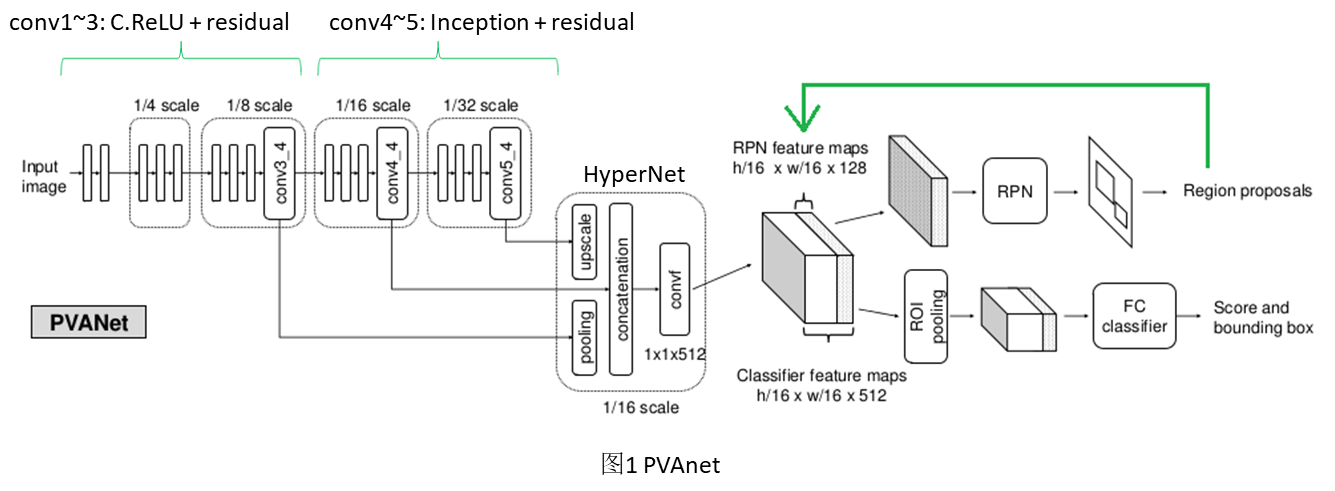 conv1~3: C.ReLU + residual
conv4~5: Inception + residual
1/4 scale
1/8 scale
1/16 scale
1/32 scale
Input
image
conv3_4
conv4_4
conv5_4
HyperNet
upscale
pooling
concatenation
convf
1x1x512
1/16 scale
PVANet
RPN feature maps
h/16 x w/16 x 128
RPN
Region proposals
Classifier feature maps
h/16 x w/16 x 512
ROI
pooling
FC
classifier
Score and
bounding box
图1 PVAnet